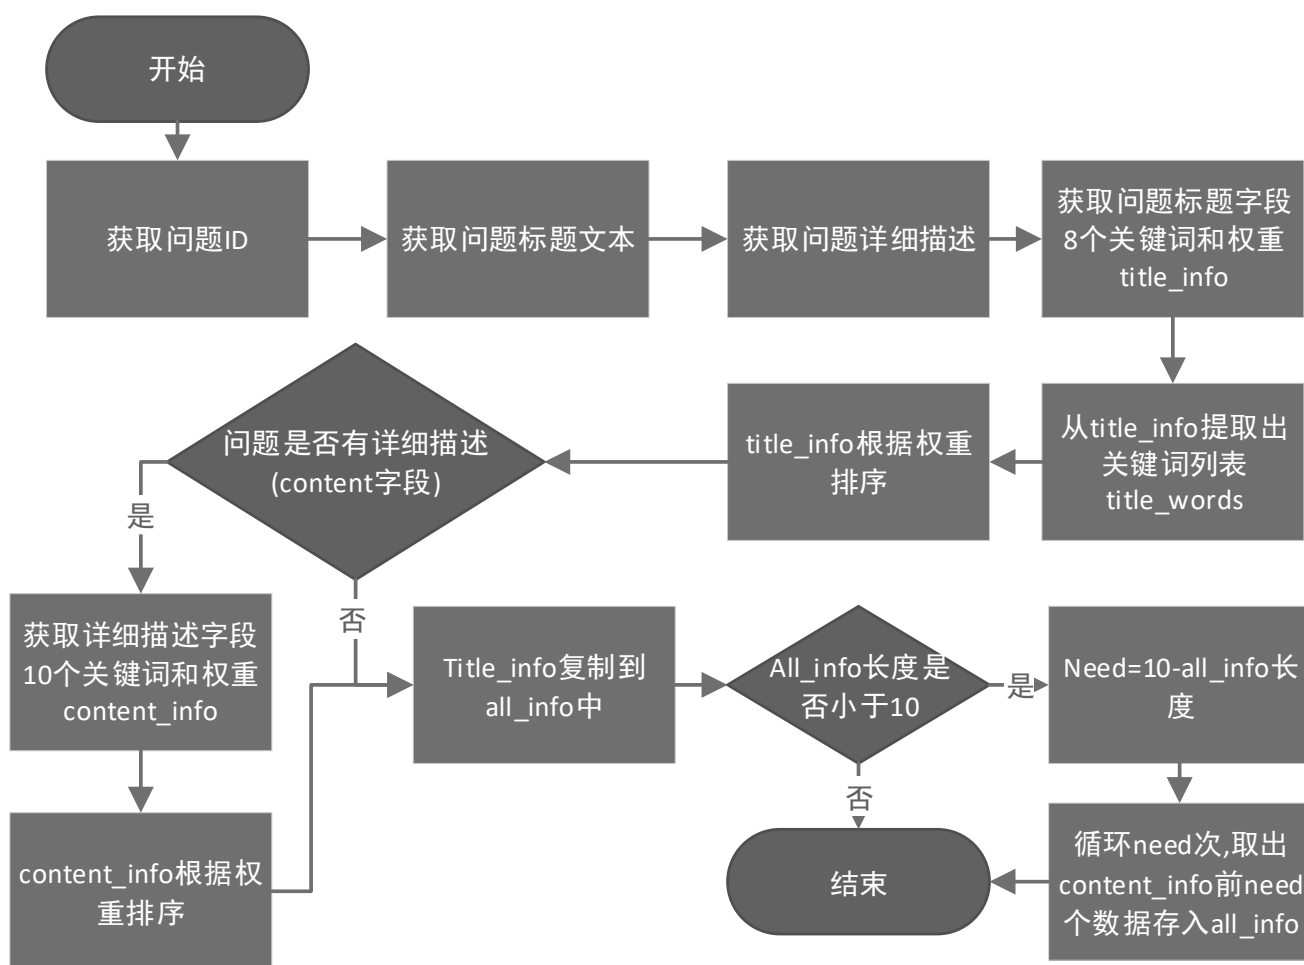 开始
获取问题ID
获取问题标题文本
获取问题详细描述
获取问题标题字段
8个关键词和权重
title_info
从title_info提取出
关键词列表
title_words
title_info根据权重
排序
问题是否有详细描述
(content字段)
是
否
获取详细描述字段
10个关键词和权重
content_info
content_info根据权
重排序
Title_info复制到
all_info中
All_info长度是
否小于10
是
否
Need=10-all_info长
度
循环need次,取出
content_info前need
个数据存入all_info
结束